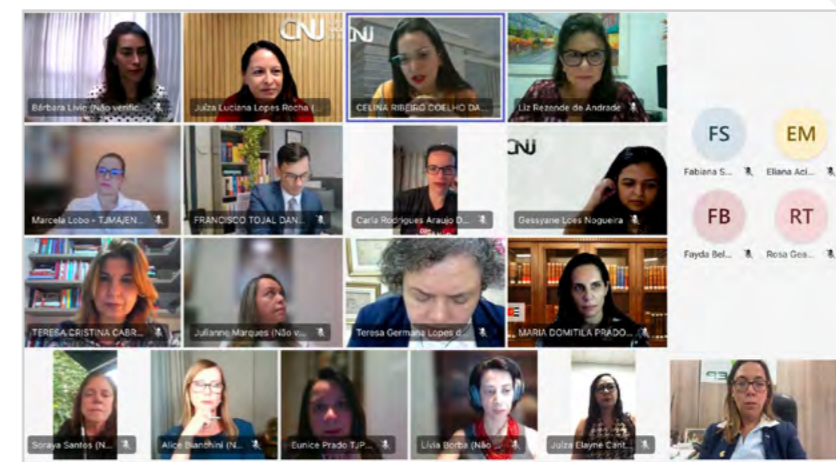 CNJ
CNJ
Bárbara Livio (Não verific...
Juíza Luciana Lopes Rocha (...
CELINA RIBEIRO COELHO DA...
Liz Rezende de Andrade
CNJ
Marcela Lobo - TJMAJEN...
FRANCISCO TOJAL DAN...
Carla Rodrigues Araujo D...
Gessyane Loes Nogueira
FS
EM
Fabiana S...
Eliana Aci...
FB
RT
Fayda Bel...
Rosa Gea...
TERESA CRISTINA CABR...
Julianne Marques (Não v...
Teresa Germana Lopes d...
MARIA DOMITILA PRADO...
Soraya Santos (N...
Alice Bianchini (N...
Eunice Prado TJP...
Lívia Borba (Não ...
Juíza Elayne Cant...